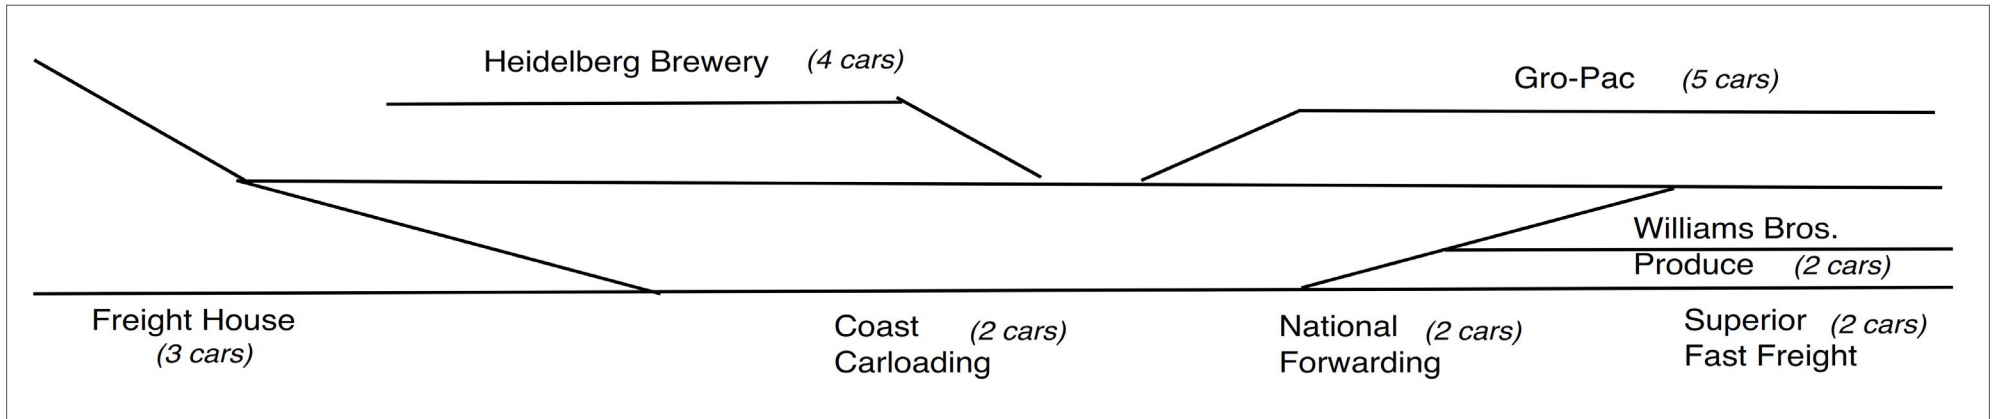 Heidelberg Brewery (4 cars)
Gro-Pac (5 cars)
Williams Bros.
Produce (2 cars)
Freight House
(3 cars)
Coast (2 cars)
Carloading
National (2 cars)
Forwarding
Superior (2 cars)
Fast Freight